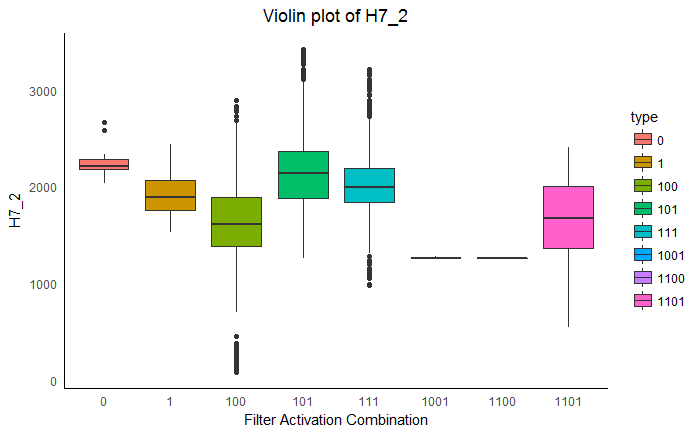 Violin plot of H7_2
H7_2
3000
2000
1000
0
0 1 100 101 111 1001 1100 1101
Filter Activation Combination
type
0
1
100
101
111
1001
1100
1101